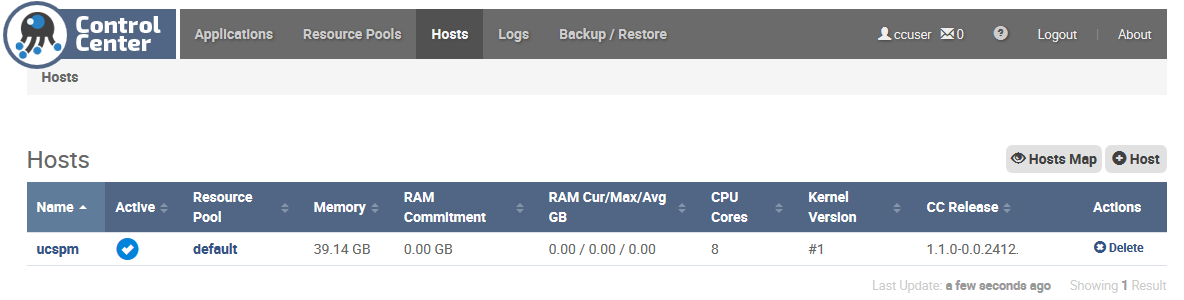 Control Center
Applications Resource Pools Hosts Logs Backup / Restore ccuser 0 ? Logout | About
Hosts
Hosts
Hosts Map Host
Name Active Resource Pool Memory RAM Commitment RAM Cur/Max/Avg GB CPU Cores Kernel Version CC Release Actions
ucspm default 39.14 GB 0.00 GB 0.00 / 0.00 / 0.00 8 #1 1.1.0-0.0.2412. Delete
Last Update: a few seconds ago Showing 1 Result